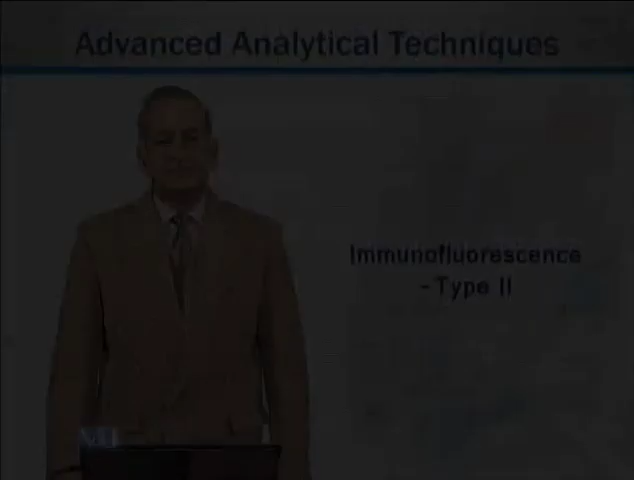 Advanced Analytical Techniques
Immunofluorescence
- Type II